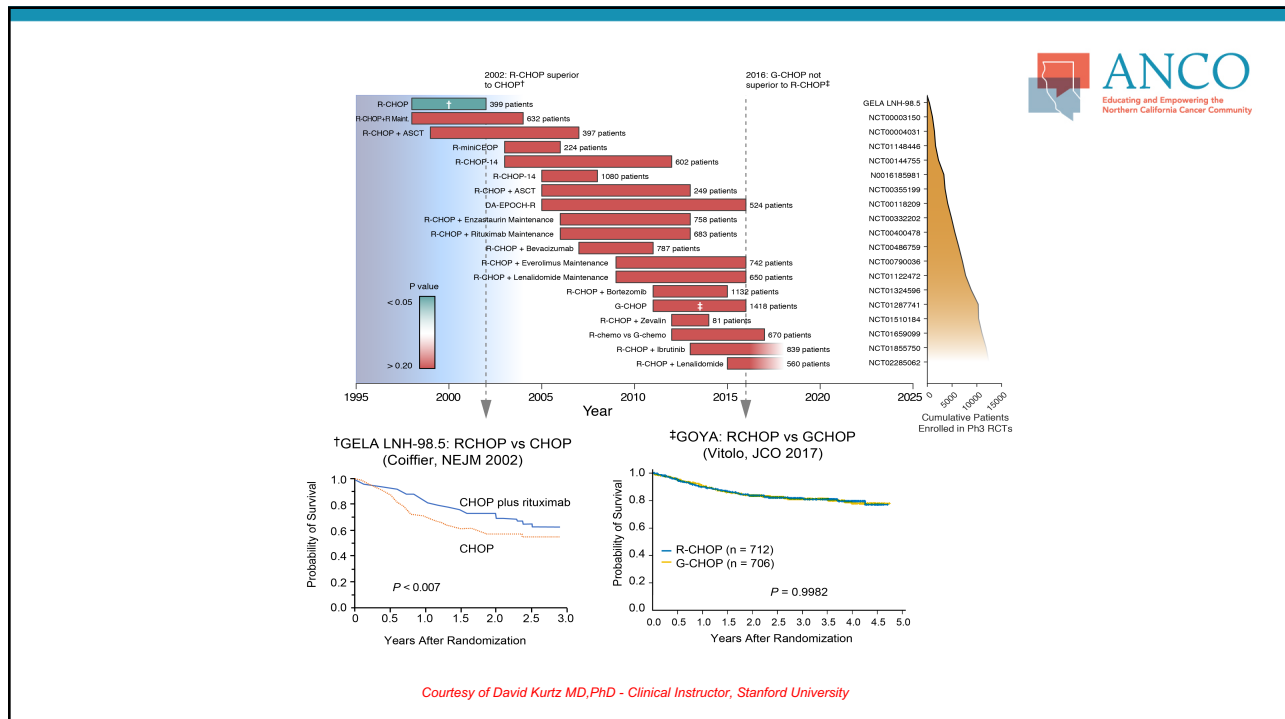 ANCO
Educating and Empowering the
Northern California Cancer Community
2002: R-CHOP superior
to CHOP†
2016: G-CHOP not
superior to R-CHOP‡
R-CHOP † 399 patients GELA LNH-98.5
R-CHOP+R Maint. 632 patients NCT00003150
R-CHOP + ASCT 397 patients NCT00004031
R-miniCEOP 224 patients NCT01148446
R-CHOP-14 602 patients NCT00144755
R-CHOP-14 1080 patients N0016185981
R-CHOP + ASCT 249 patients NCT00355199
DA-EPOCH-R 524 patients NCT00118209
R-CHOP + Enzastaurin Maintenance 758 patients NCT00332202
R-CHOP + Rituximab Maintenance 683 patients NCT00400478
R-CHOP + Bevacizumab 787 patients NCT00486759
R-CHOP + Everolimus Maintenance 742 patients NCT00790036
R-CHOP + Lenalidomide Maintenance 650 patients NCT01122472
R-CHOP + Bortezomib 1132 patients NCT01324596
G-CHOP ‡ 1418 patients NCT01287741
R-CHOP + Zevalin 81 patients NCT01510184
R-chemo vs G-chemo 670 patients NCT01659099
R-CHOP + Ibrutinib 839 patients NCT01855750
R-CHOP + Lenalidomide 560 patients NCT02285062
P value
< 0.05
> 0.20
1995 2000 2005 2010 2015 2020 2025
Year
0 5000 10000 15000
Cumulative Patients
Enrolled in Ph3 RCTs
†GELA LNH-98.5: RCHOP vs CHOP
(Coiffier, NEJM 2002)
Probability of Survival
1.0
0.8
0.6
0.4
0.2
0.0
CHOP plus rituximab
CHOP
P < 0.007
0 0.5 1.0 1.5 2.0 2.5 3.0
Years After Randomization
‡GOYA: RCHOP vs GCHOP
(Vitolo, JCO 2017)
Probability of Survival
1.0
0.8
0.6
0.4
0.2
0.0
R-CHOP (n = 712)
G-CHOP (n = 706)
P = 0.9982
0.0 0.5 1.0 1.5 2.0 2.5 3.0 3.5 4.0 4.5 5.0
Years After Randomization
Courtesy of David Kurtz MD,PhD - Clinical Instructor, Stanford University